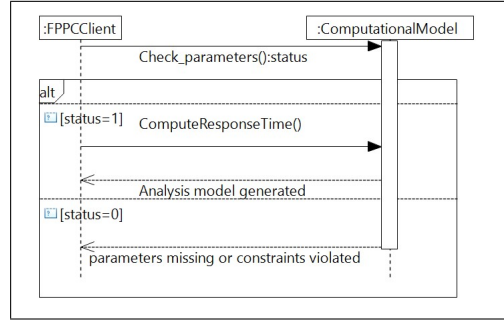 :FPPCClient
:ComputationalModel
Check_parameters():status
alt
[status=1]
ComputeResponseTime()
Analysis model generated
[status=0]
parameters missing or constraints violated